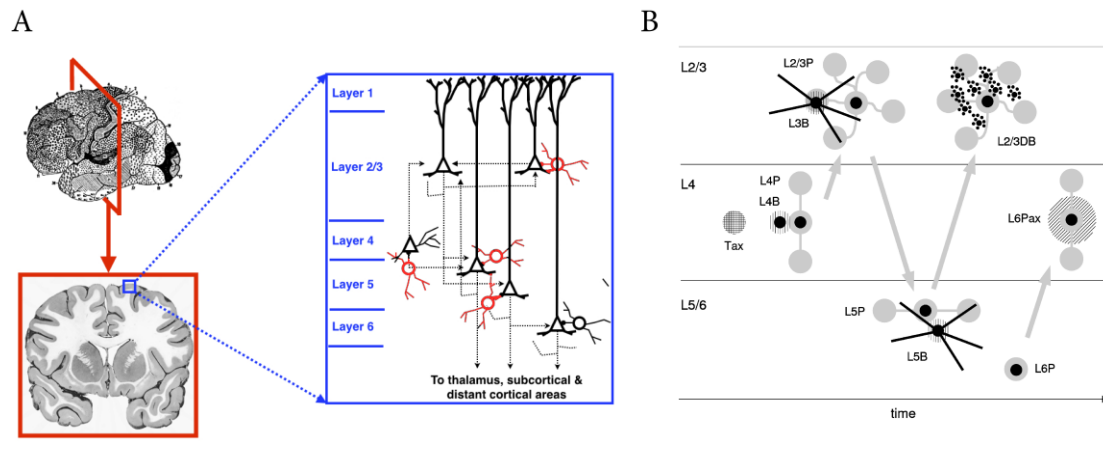 A
Layer 1
Layer 2/3
Layer 4
Layer 5
Layer 6
To thalamus, subcortical &
distant cortical areas
B
L2/3
L2/3P
L3B
L2/3DB
L4
L4P
L4B
Tax
L6Pax
L5/6
L5P
L5B
L6P
time